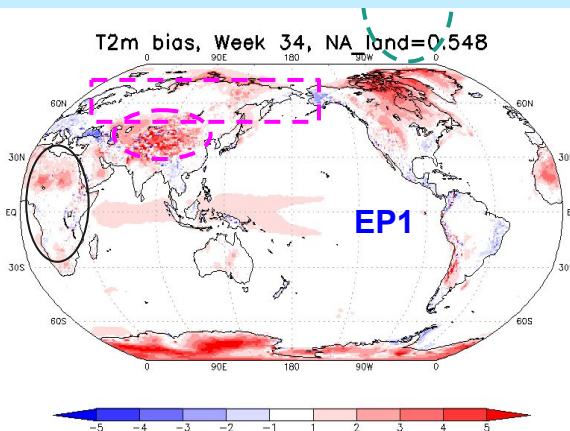 T2m bias, Week 34, NA_land=0.548
0 90E 180 90W 0
60N 60N
30N 30N
EQ EQ
EP1
30S 30S
60S 60S
0 90E 180 90W 0
-5 -4 -3 -2 -1 1 2 3 4 5